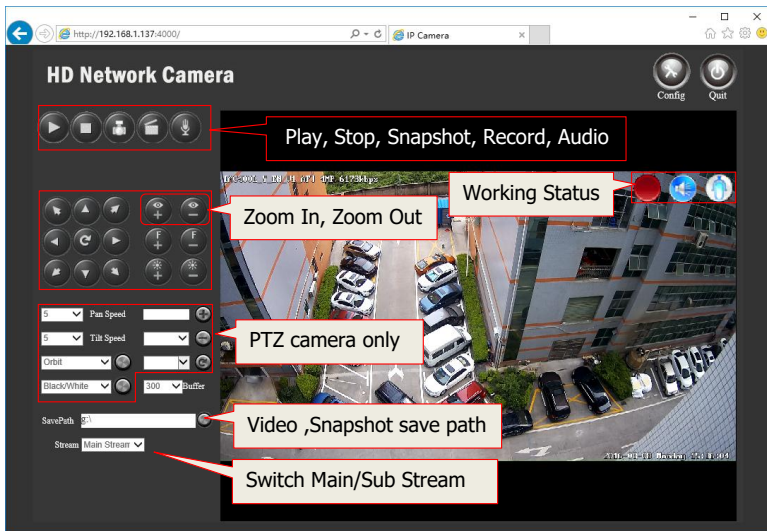 http://192.168.1.137:4000/
IP Camera
HD Network Camera
Config
Quit
Play, Stop, Snapshot, Record, Audio
Working Status
Zoom In, Zoom Out
F
F
5
Pan Speed
5
Tilt Speed
PTZ camera only
Orbit
Black/White
300
Buffer
SavePath
g:\
Video ,Snapshot save path
Stream
Main Stream
Switch Main/Sub Stream